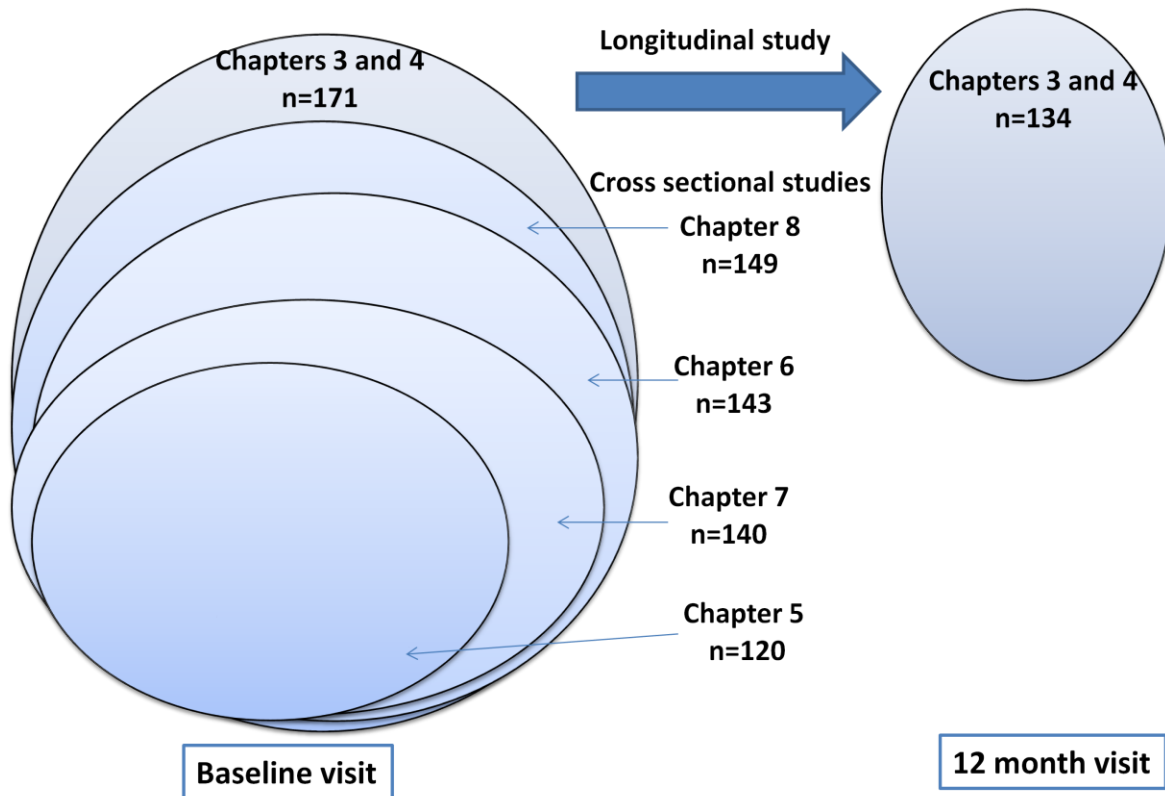 Chapters 3 and 4
n=171
Longitudinal study
Chapters 3 and 4
n=134
Cross sectional studies
Chapter 8
n=149
Chapter 6
n=143
Chapter 7
n=140
Chapter 5
n=120
Baseline visit
12 month visit